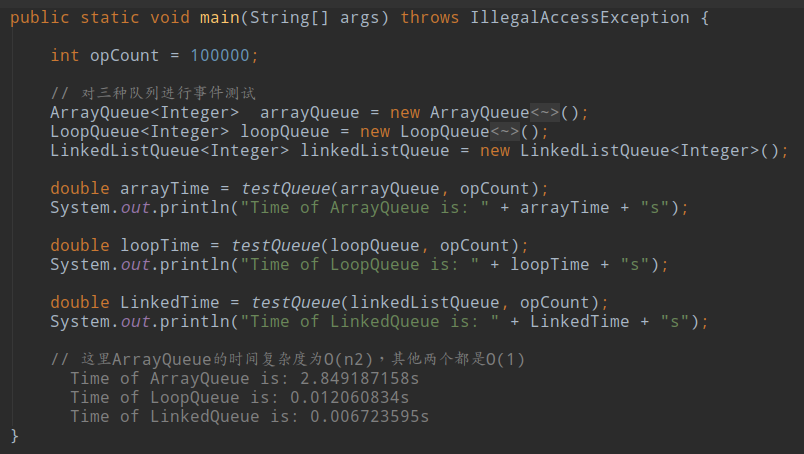 public static void main(String[] args) throws IllegalAccessException {
int opCount = 100000;
// 对三种队列进行事件测试
ArrayQueue<Integer>  arrayQueue = new ArrayQueue<~>();
LoopQueue<Integer> loopQueue = new LoopQueue<~>();
LinkedListQueue<Integer> linkedListQueue = new LinkedListQueue<Integer>();
double arrayTime = testQueue(arrayQueue, opCount);
System.out.println("Time of ArrayQueue is: " + arrayTime + "s");
double loopTime = testQueue(loopQueue, opCount);
System.out.println("Time of LoopQueue is: " + loopTime + "s");
double LinkedTime = testQueue(linkedListQueue, opCount);
System.out.println("Time of LinkedQueue is: " + LinkedTime + "s");
// 这里ArrayQueue的时间复杂度为O(n2),其他两个都是O(1)
Time of ArrayQueue is: 2.849187158s
Time of LoopQueue is: 0.012060834s
Time of LinkedQueue is: 0.006723595s
}